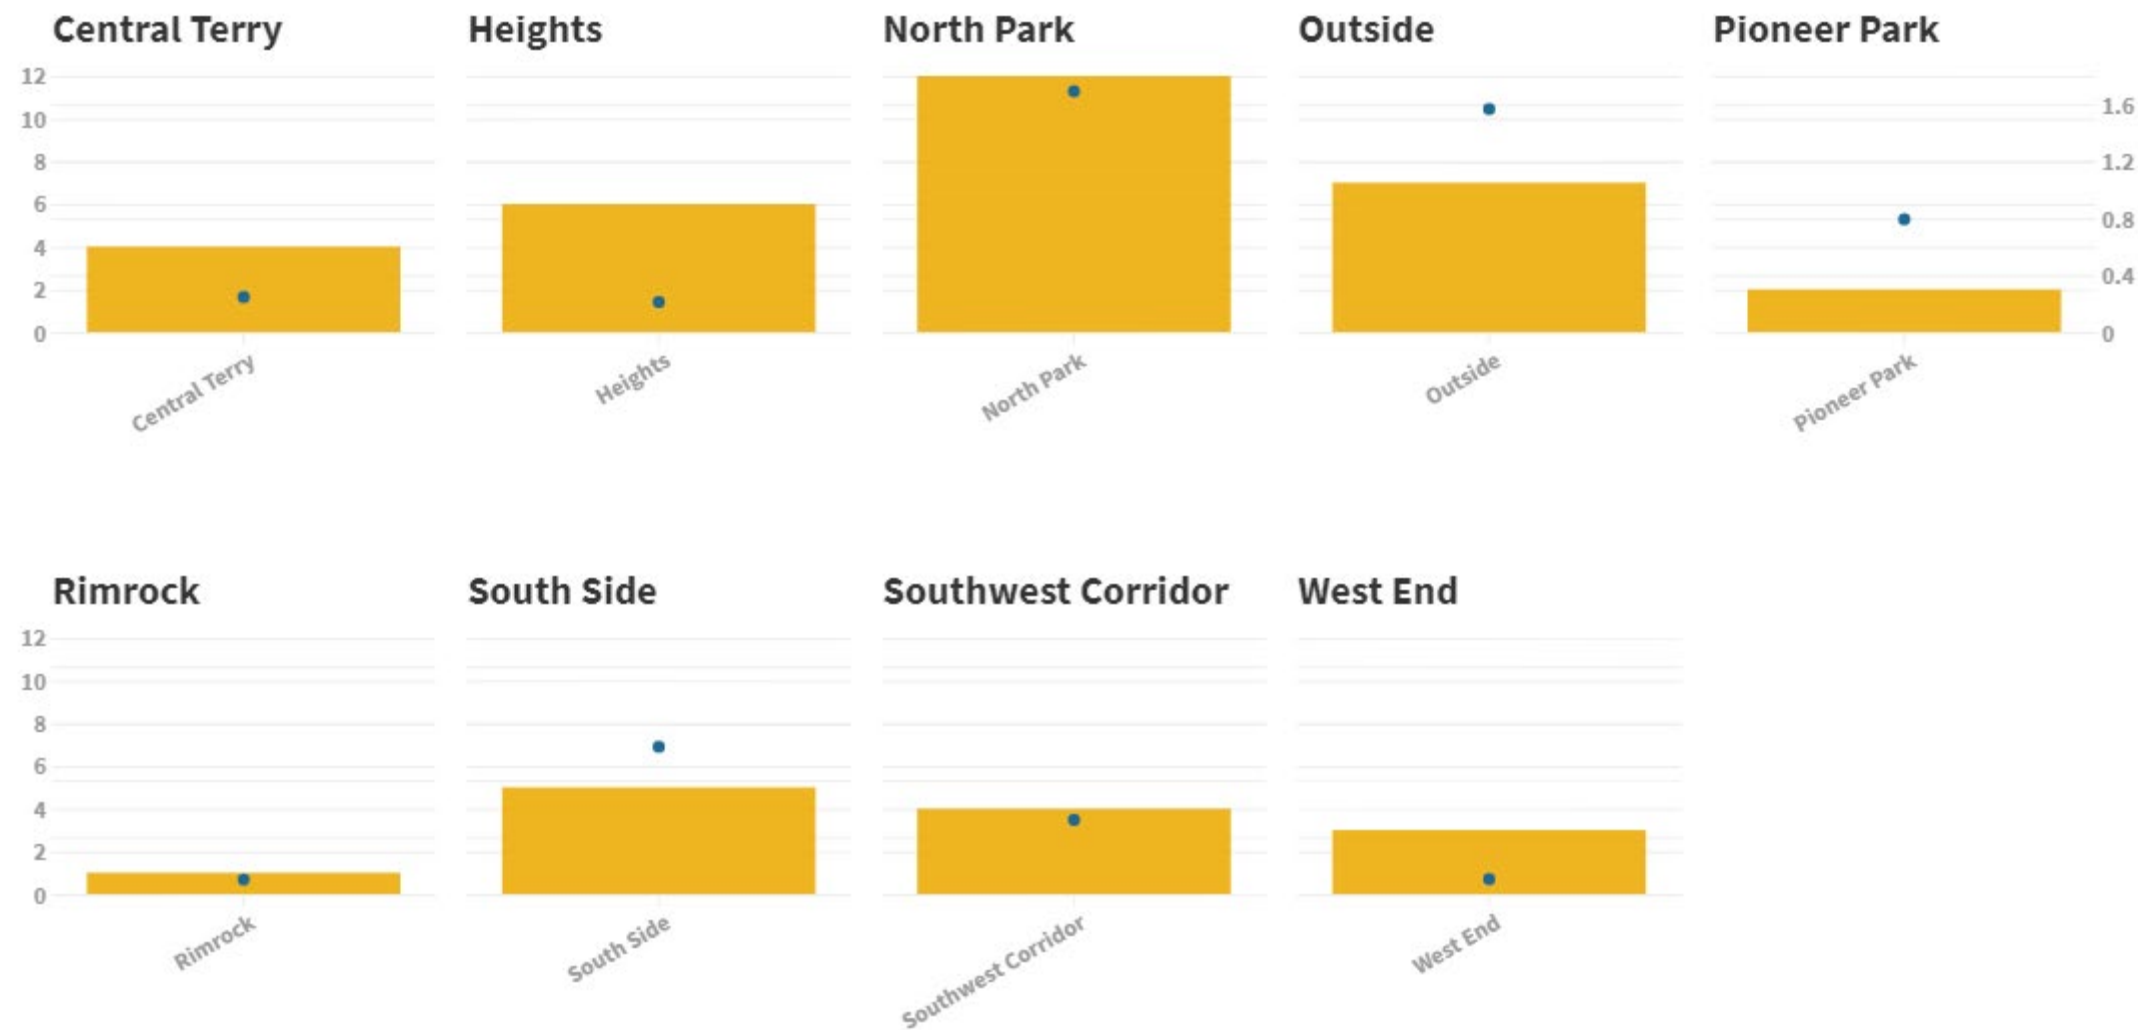 Central Terry
Heights
North Park
Outside
Pioneer Park
12
10
8
6
4
2
0
1.6
1.2
0.8
0.4
0
Central Terry
Heights
North Park
Outside
Pioneer Park
Rimrock
South Side
Southwest Corridor
West End
12
10
8
6
4
2
0
Rimrock
South Side
Southwest Corridor
West End